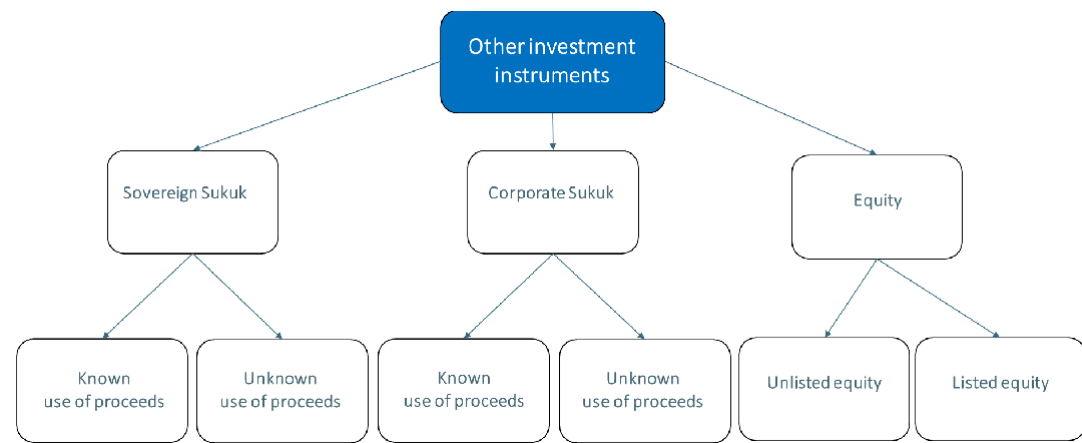 Other investment
instruments
Sovereign Sukuk
Corporate Sukuk
Equity
Known
use of proceeds
Unknown
use of proceeds
Known
use of proceeds
Unknown
use of proceeds
Unlisted equity
Listed equity